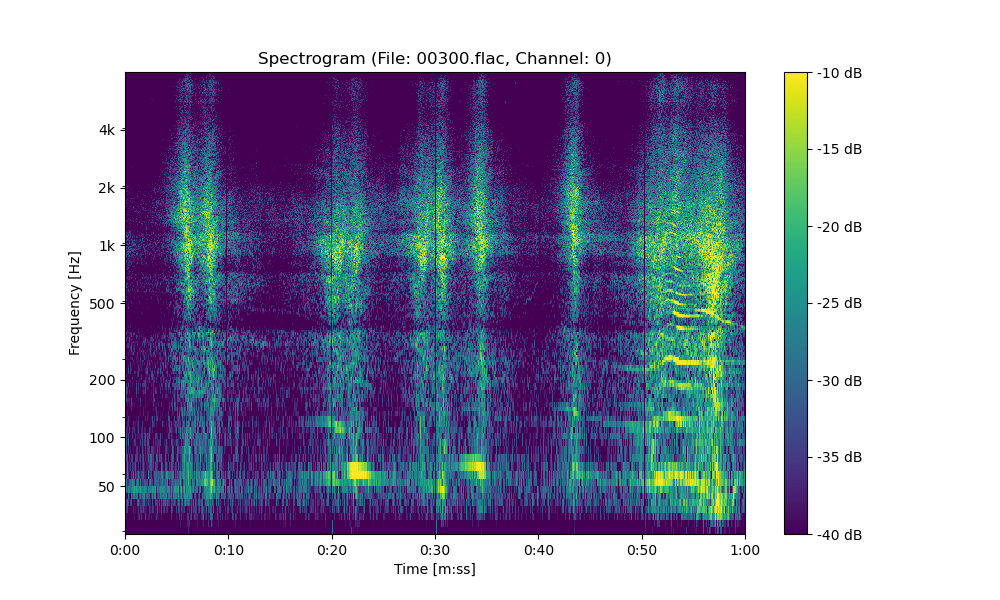 Spectrogram (File: 00300.flac, Channel: 0)
Frequency [Hz]
4k
2k
1k
500
200
100
50
0:00 0:10 0:20 0:30 0:40 0:50 1:00
Time [m:ss]
-10 dB
-15 dB
-20 dB
-25 dB
-30 dB
-35 dB
-40 dB